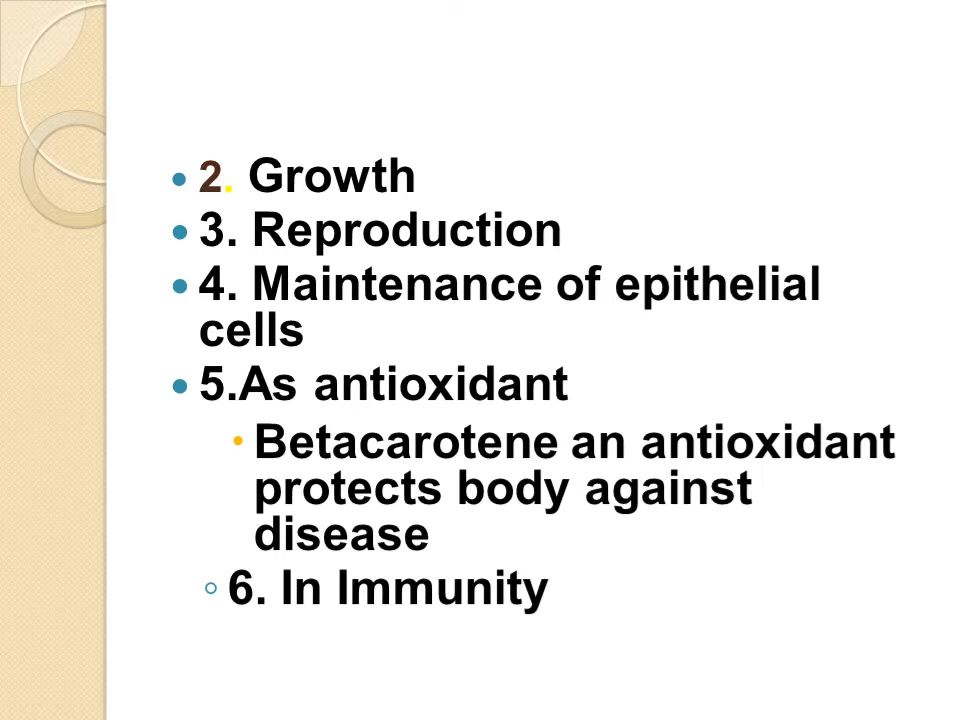 2. Growth
3. Reproduction
4. Maintenance of epithelial
cells
5.As antioxidant
Betacarotene an antioxidant
protects body against
disease
6. In Immunity